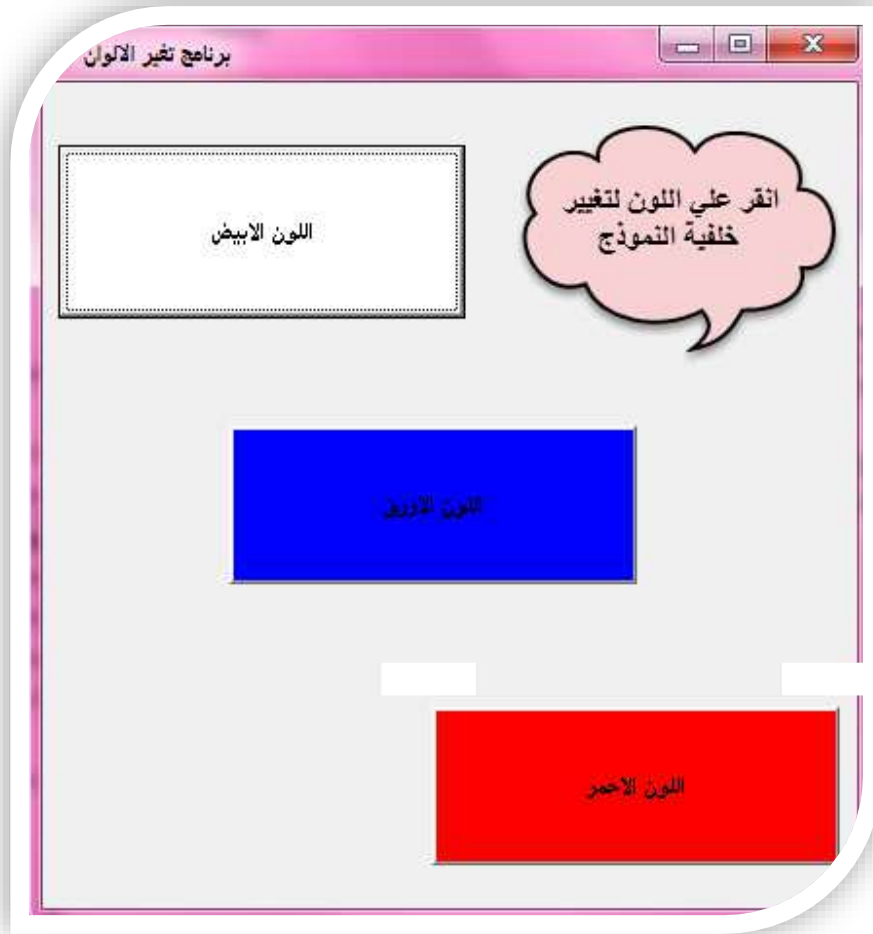 برنامج تغير الالوان
انقر علي اللون لتغيير
خلفية النموذج
اللون الابيض
اللون الازرق
اللون الاحمر